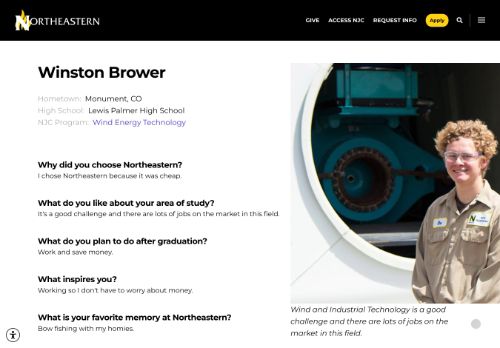 NORTHEASTERN
GIVE ACCESS NJC REQUEST INFO Apply
Winston Brower
Hometown: Monument, CO
High School: Lewis Palmer High School
NJC Program: Wind Energy Technology
Why did you choose Northeastern?
I chose Northeastern because it was cheap.
What do you like about your area of study?
It's a good challenge and there are lots of jobs on the market in this field.
What do you plan to do after graduation?
Work and save money.
What inspires you?
Working so I don't have to worry about money.
What is your favorite memory at Northeastern?
Bow fishing with my homies.
Wind and Industrial Technology is a good
challenge and there are lots of jobs on the
market in this field.